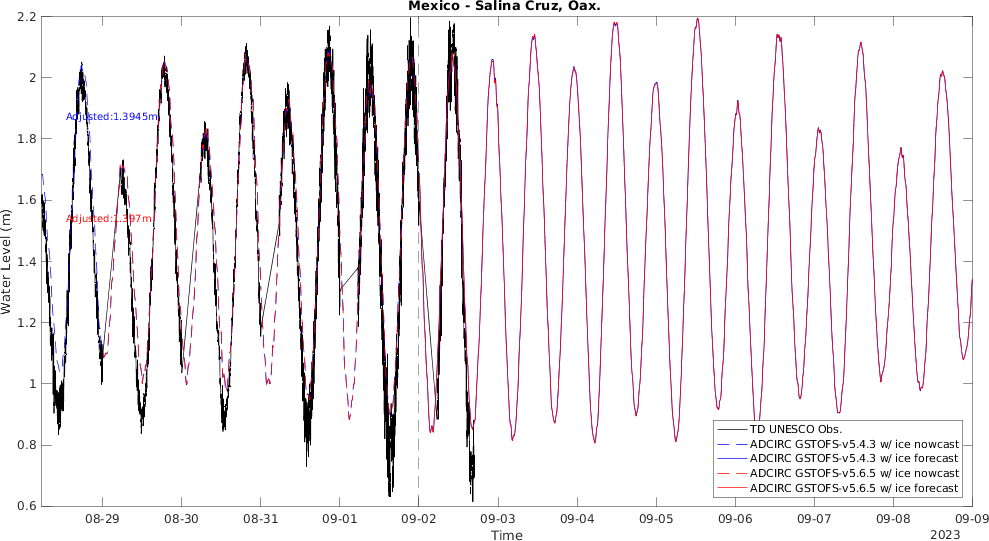 Mexico - Salina Cruz, Oax.
2.2
2
1.8
1.6
1.4
1.2
1
0.8
0.6
Water Level (m)
Adjusted:1.3945m
Adjusted:1.397m
TD UNESCO Obs.
ADCIRC GSTOFS-v5.4.3 w/ ice nowcast
ADCIRC GSTOFS-v5.4.3 w/ ice forecast
ADCIRC GSTOFS-v5.6.5 w/ ice nowcast
ADCIRC GSTOFS-v5.6.5 w/ ice forecast
08-29 08-30 08-31 09-01 09-02 09-03 09-04 09-05 09-06 09-07 09-08 09-09
Time
2023